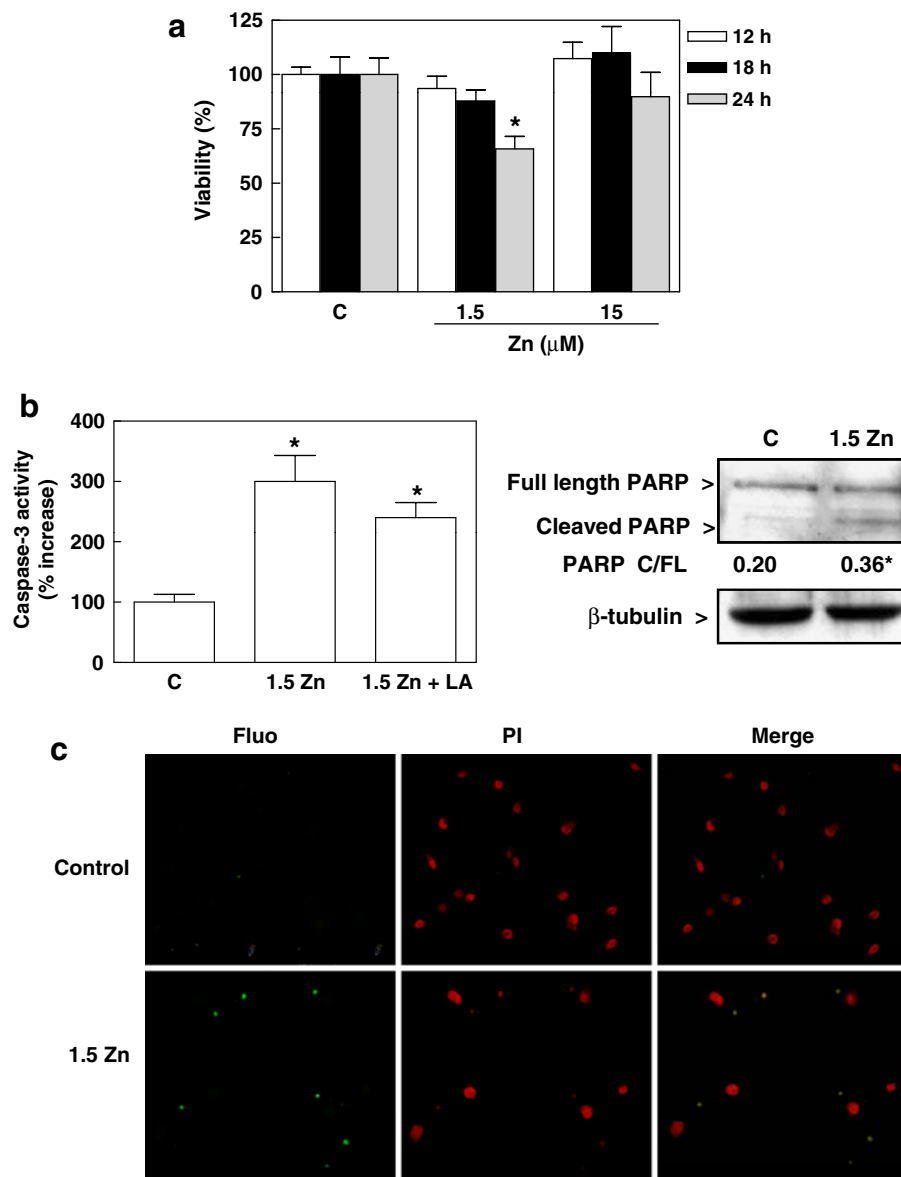 a
125
100
75
50
25
0
Viability (%)
*
12 h
18 h
24 h
C
1.5
15
Zn (μM)
b
400
300
200
100
0
Caspase-3 activity
(% increase)
*
*
C
1.5 Zn
1.5 Zn + LA
C
1.5 Zn
Full length PARP >
Cleaved PARP >
PARP C/FL
0.20
0.36*
β-tubulin >
c
Fluo
PI
Merge
Control
1.5 Zn